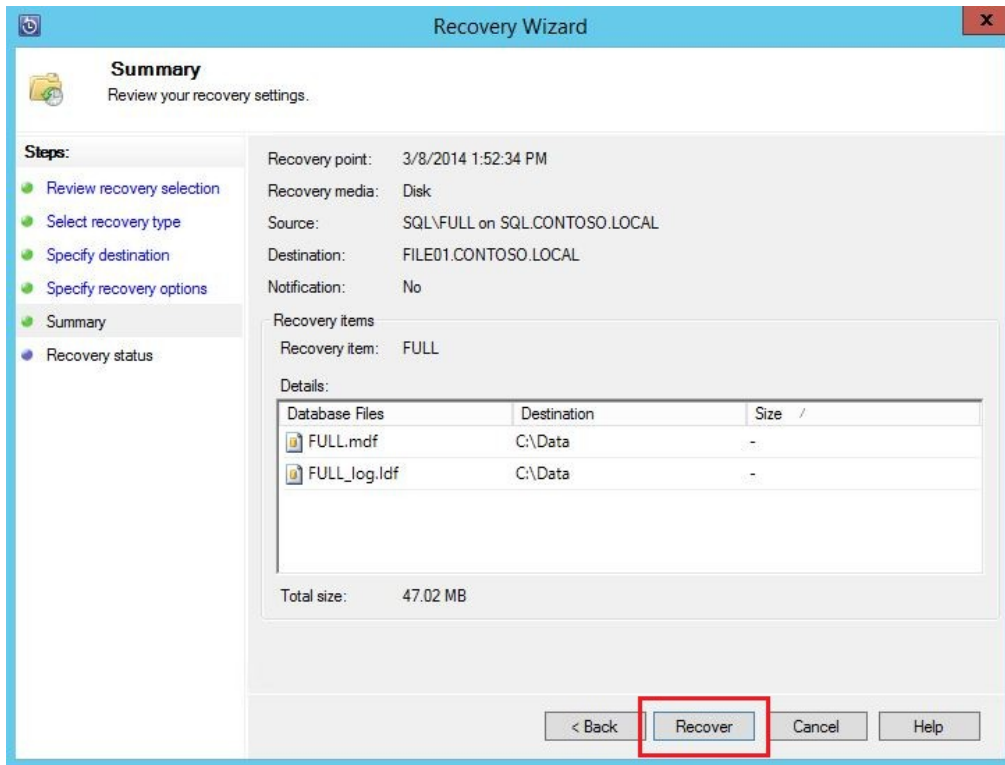 Recovery Wizard
x
Summary
Review your recovery settings.
Steps:
Review recovery selection
Select recovery type
Specify destination
Specify recovery options
Summary
Recovery status
Recovery point: 3/8/2014 1:52:34 PM
Recovery media: Disk
Source: SQL\FULL on SQL.CONTOSO.LOCAL
Destination: FILE01.CONTOSO.LOCAL
Notification: No
Recovery items
Recovery item: FULL
Details:
Database Files Destination Size /
FULL.mdf C:\Data -
FULL_log.ldf C:\Data -
Total size: 47.02 MB
< Back Recover Cancel Help